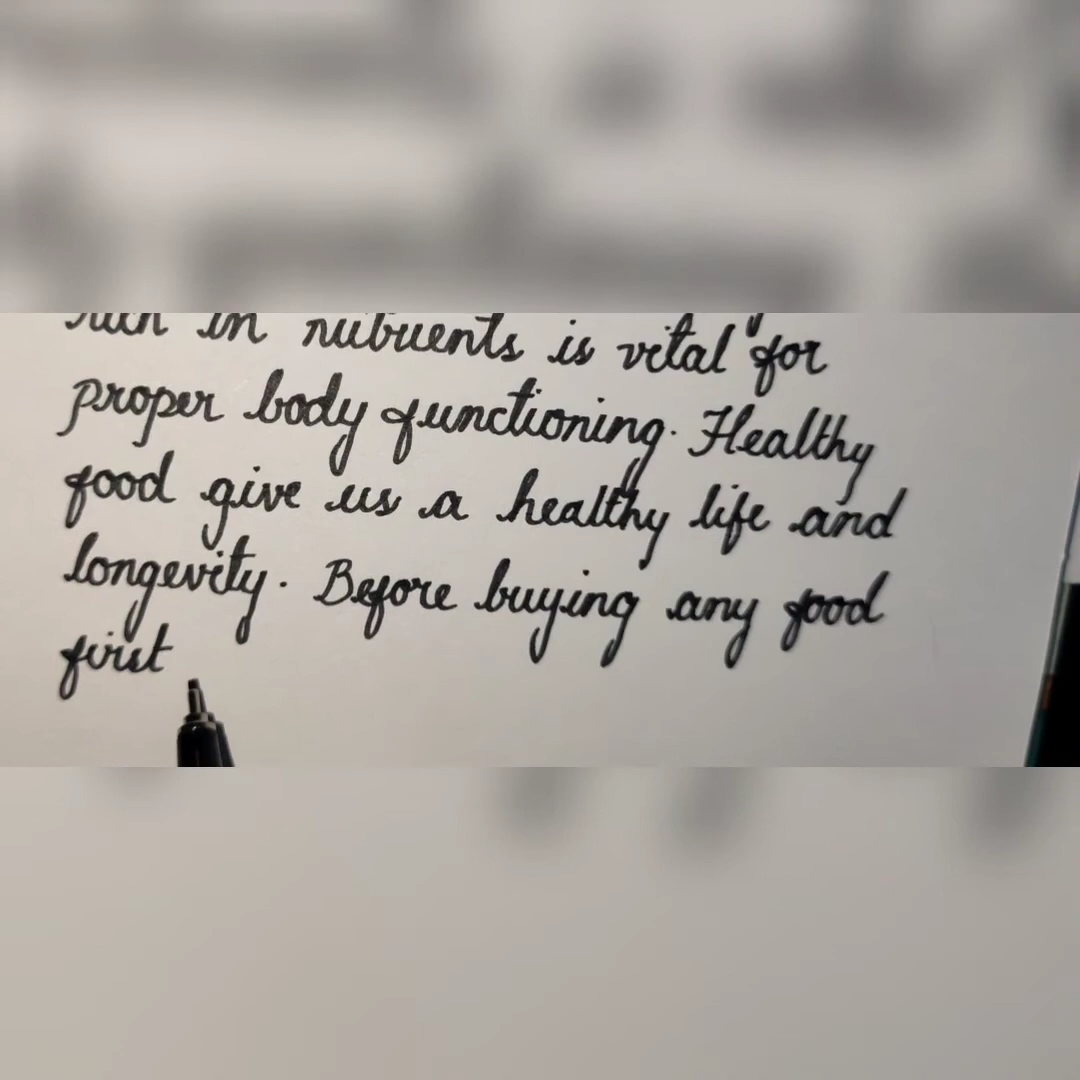 rich in nutrients is vital for
proper body functioning. Healthy
food give us a healthy life and
longevity. Before buying any food
first